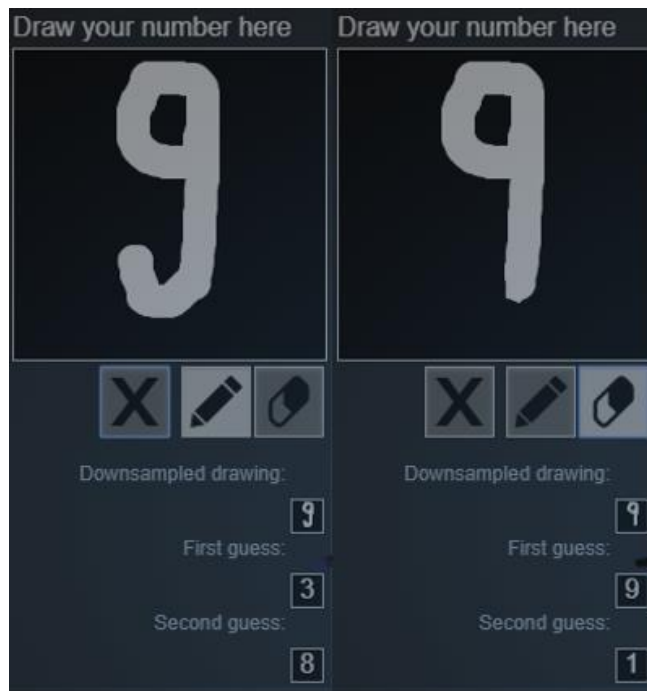 Draw your number here
9
Downsampled drawing:
9
First guess:
3
Second guess:
8
Draw your number here
9
Downsampled drawing:
9
First guess:
9
Second guess:
1